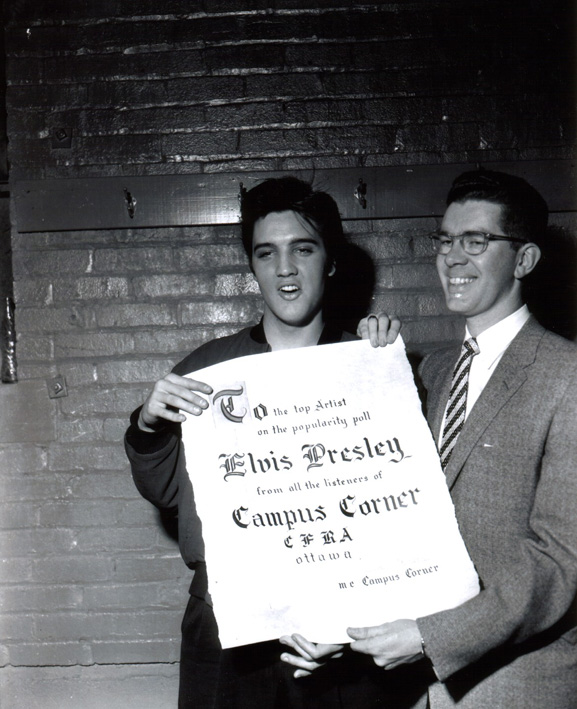 To the top Artist
on the popularity poll
Elvis Presley
from all the listeners of
Campus Corner
CFRA
ottawa
mc Campus Corner